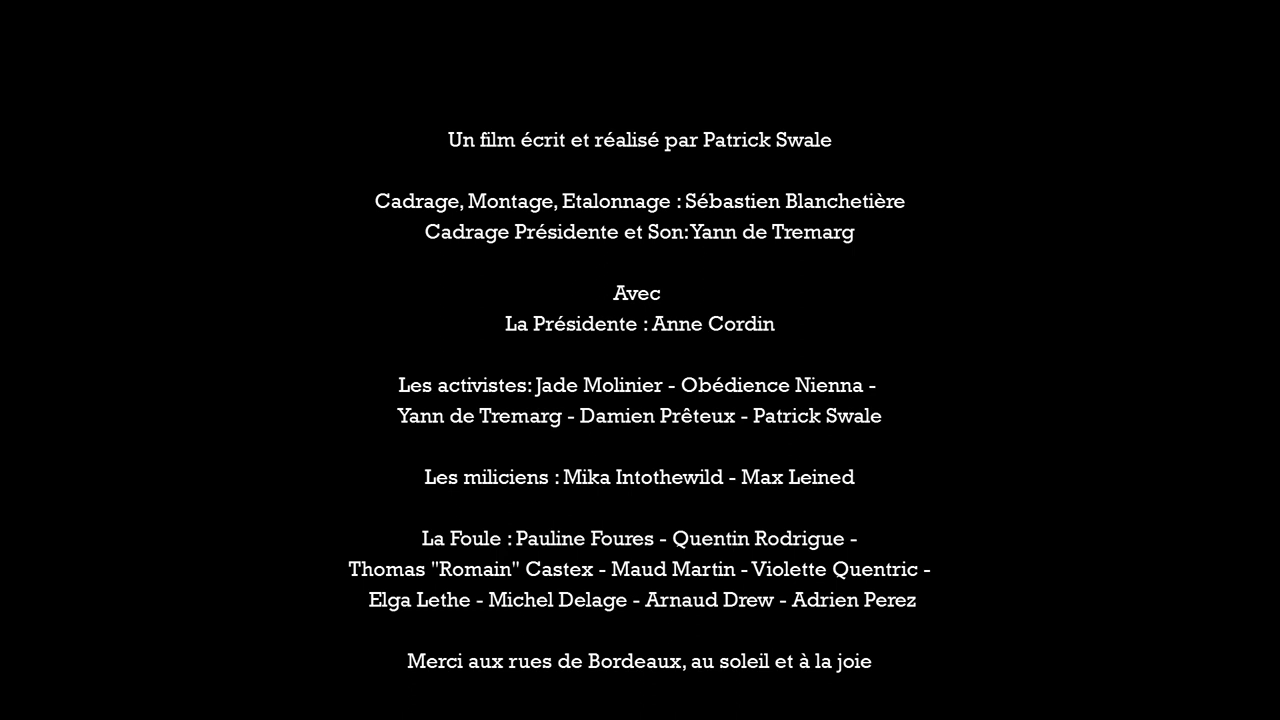 Un film écrit et réalisé par Patrick Swale
Cadrage, Montage, Etalonnage : Sébastien Blanchetière
Cadrage Présidente et Son: Yann de Tremarg
Avec
La Présidente : Anne Cordin
Les activistes: Jade Molinier - Obédience Nienna -
Yann de Tremarg - Damien Prêteux - Patrick Swale
Les miliciens : Mika Intothewild - Max Leined
La Foule : Pauline Foures - Quentin Rodrigue -
Thomas "Romain" Castex - Maud Martin - Violette Quentric -
Elga Lethe - Michel Delage - Arnaud Drew - Adrien Perez
Merci aux rues de Bordeaux, au soleil et à la joie